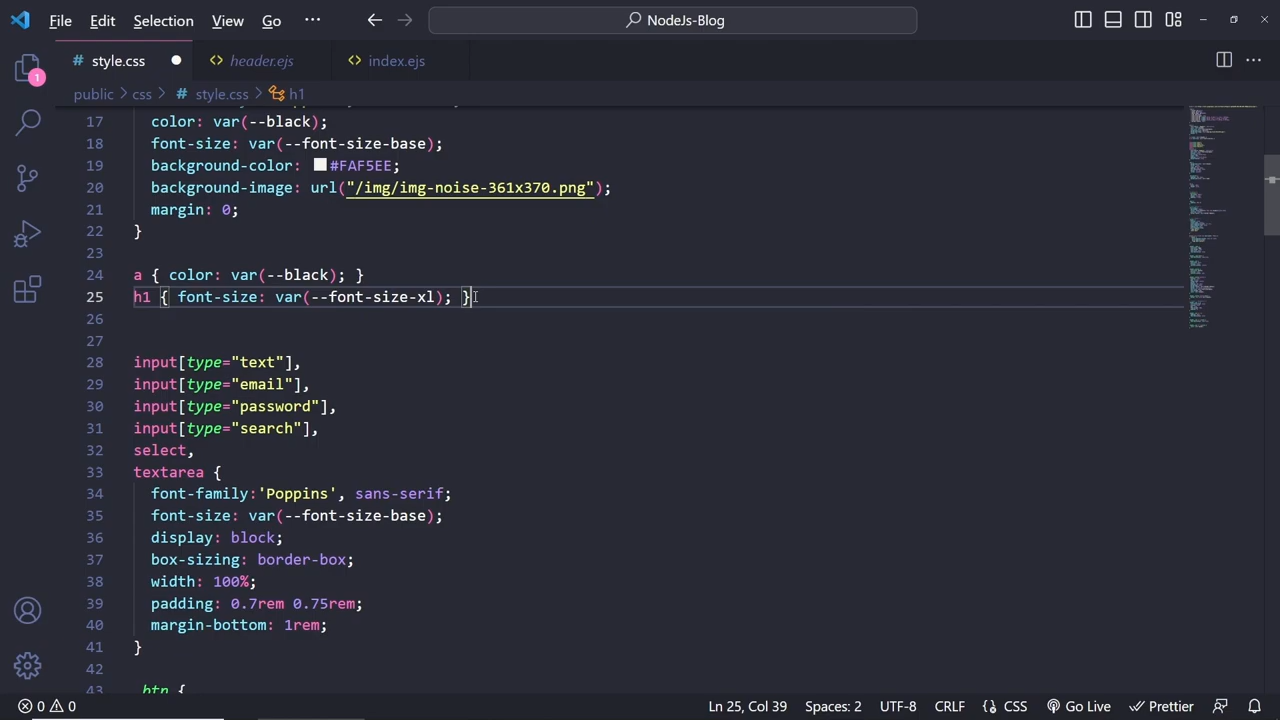 File Edit Selection View Go ··· NodeJs-Blog
# style.css header.ejs index.ejs
public > css > # style.css > h1
1
17 color: var(--black);
18 font-size: var(--font-size-base);
19 background-color: #FAF5EE;
20 background-image: url("/img/img-noise-361x370.png");
21 margin: 0;
22 }
23
24 a { color: var(--black); }
25 h1 { font-size: var(--font-size-xl); }
26
27
28 input[type="text"],
29 input[type="email"],
30 input[type="password"],
31 input[type="search"],
32 select,
33 textarea {
34 font-family:'Poppins', sans-serif;
35 font-size: var(--font-size-base);
36 display: block;
37 box-sizing: border-box;
38 width: 100%;
39 padding: 0.7rem 0.75rem;
40 margin-bottom: 1rem;
41 }
42
43 .btn {
0 0 Ln 25, Col 39 Spaces: 2 UTF-8 CRLF {} CSS Go Live Prettier